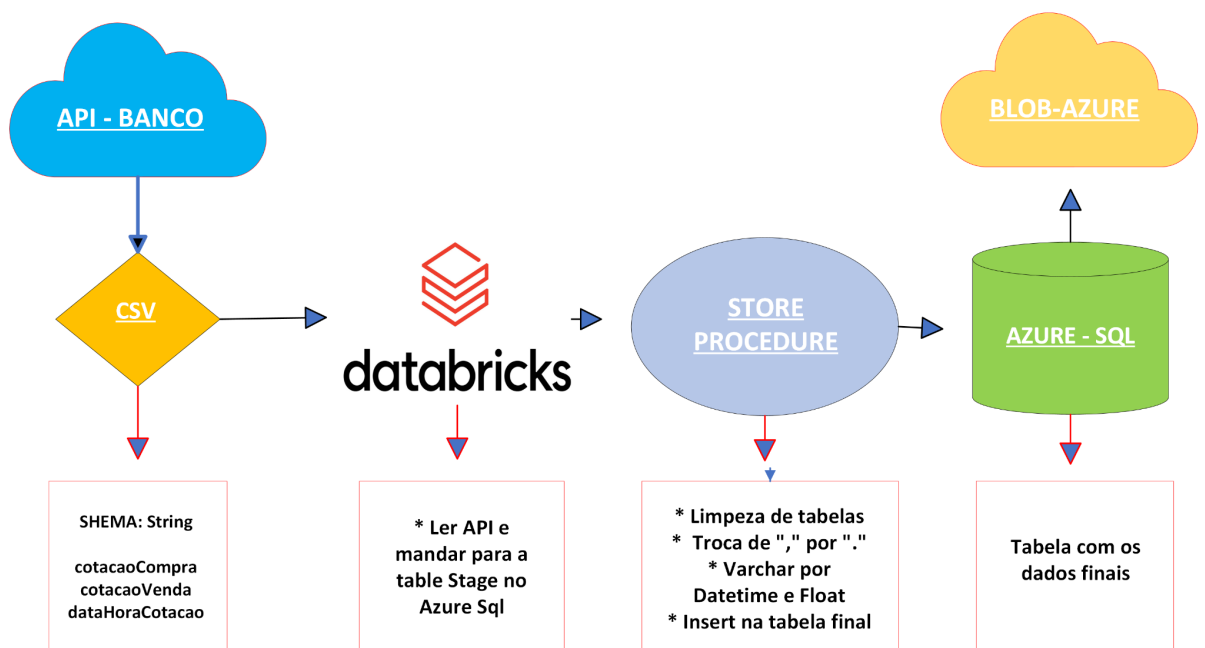 API - BANCO
BLOB-AZURE
CSV
databricks
STORE
PROCEDURE
AZURE - SQL
SHEMA: String
cotacaoCompra
cotacaoVenda
dataHoraCotacao
* Ler API e
mandar para a
table Stage no
Azure Sql
* Limpeza de tabelas
* Troca de "," por "."
* Varchar por
Datetime e Float
* Insert na tabela final
Tabela com os
dados finais